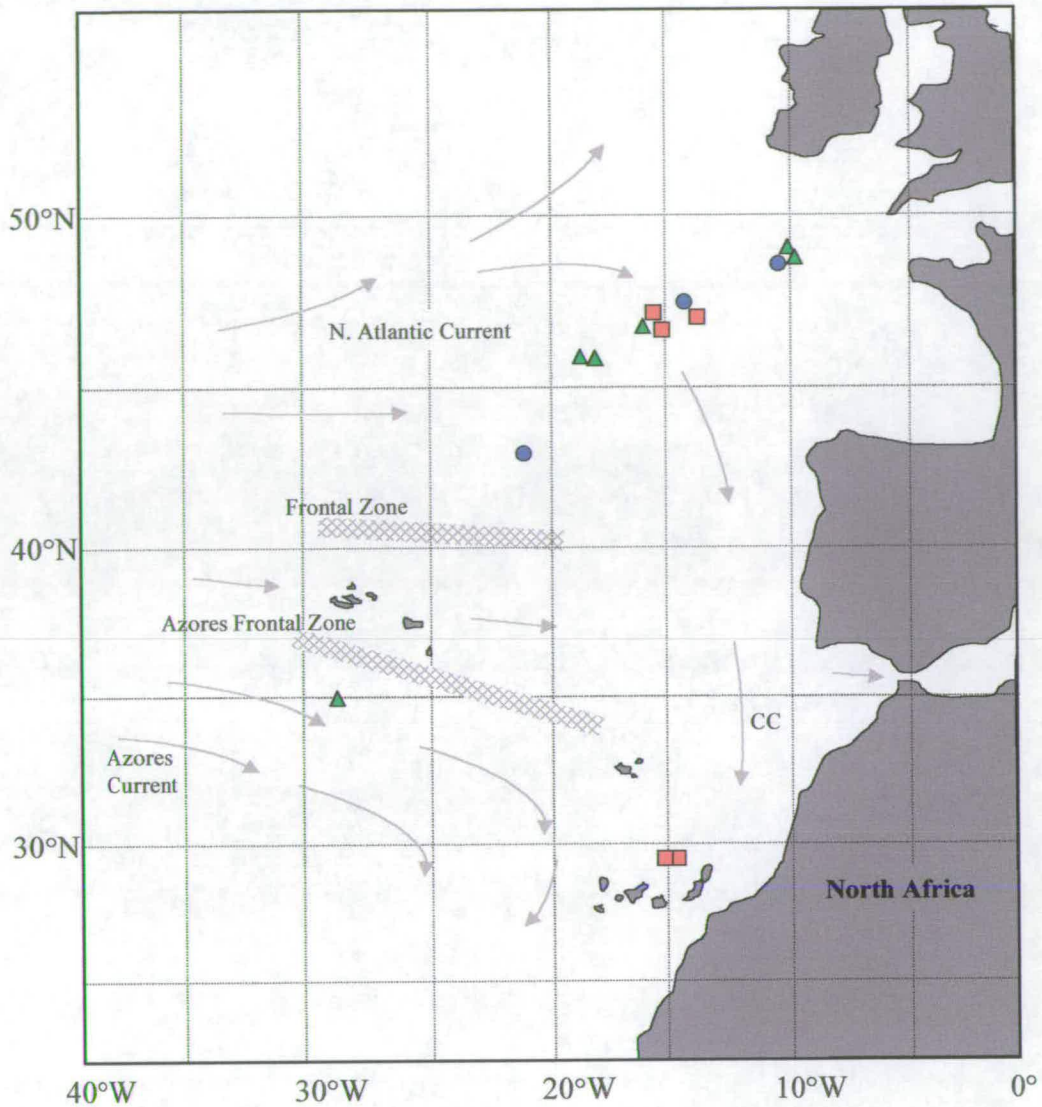 50°N
N. Atlantic Current
Frontal Zone
40°N
Azores Frontal Zone
CC
Azores
Current
30°N
North Africa
40°W
30°W
20°W
10°W
0°